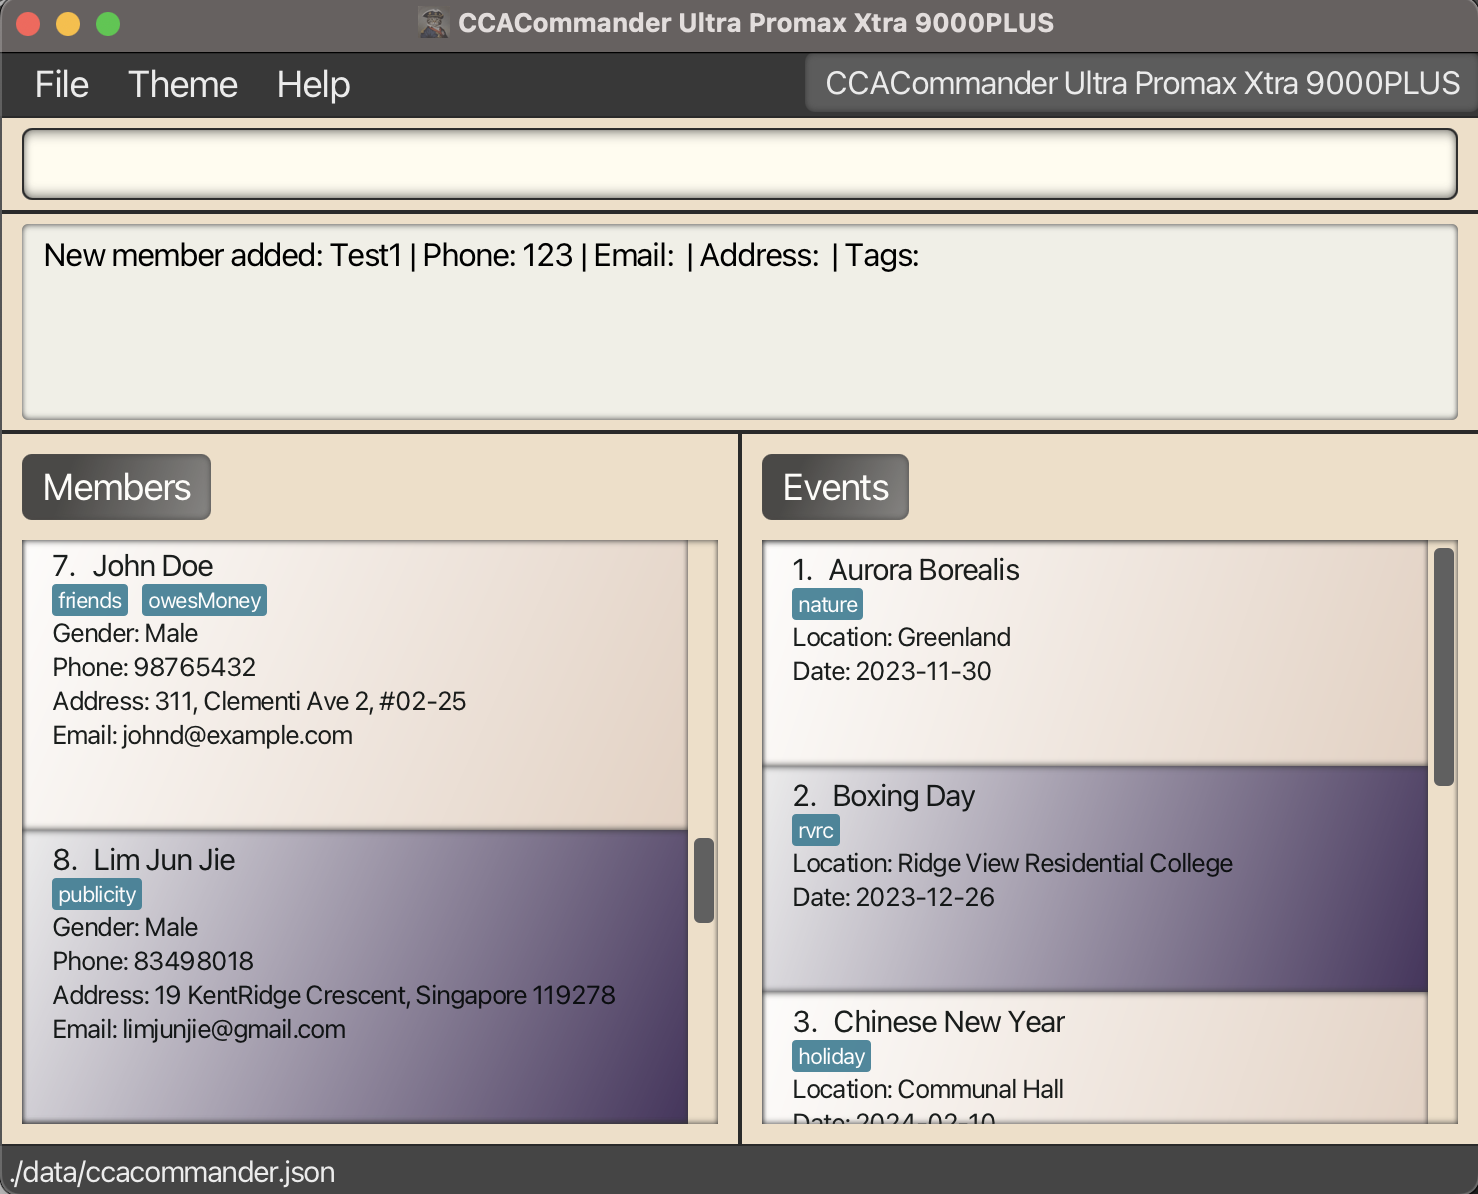 CCACommander Ultra Promax Xtra 9000PLUS
File Theme Help CCACommander Ultra Promax Xtra 9000PLUS
New member added: Test1 | Phone: 123 | Email:  | Address:  | Tags:
Members
7. John Doe
friends owesMoney
Gender: Male
Phone: 98765432
Address: 311, Clementi Ave 2, #02-25
Email: johnd@example.com
8. Lim Jun Jie
publicity
Gender: Male
Phone: 83498018
Address: 19 KentRidge Crescent, Singapore 119278
Email: limjunjie@gmail.com
Events
1. Aurora Borealis
nature
Location: Greenland
Date: 2023-11-30
2. Boxing Day
rvrc
Location: Ridge View Residential College
Date: 2023-12-26
3. Chinese New Year
holiday
Location: Communal Hall
Date: 2024-02-10
./data/ccacommander.json